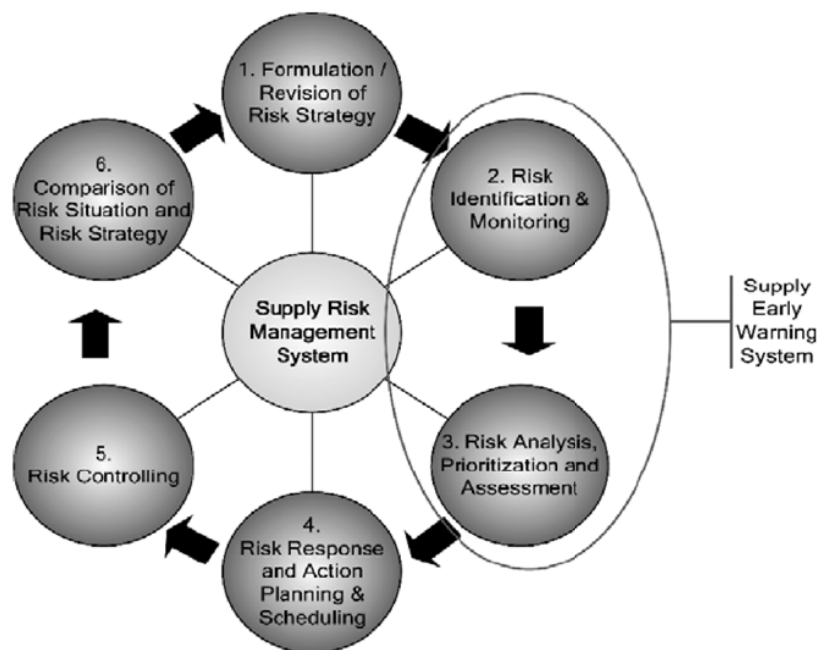 1. Formulation /
Revision of
Risk Strategy
2. Risk
Identification &
Monitoring
3. Risk Analysis,
Prioritization and
Assessment
4.
Risk Response
and Action
Planning &
Scheduling
5.
Risk Controlling
6.
Comparison of
Risk Situation and
Risk Strategy
Supply Risk
Management
System
Supply
Early
Warning
System